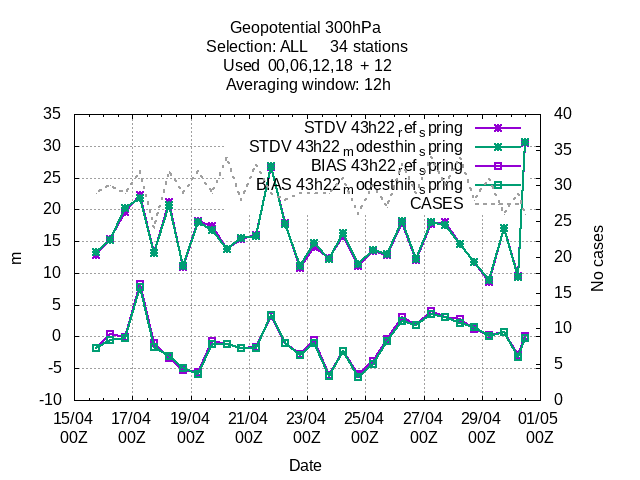 Geopotential 300hPa
Selection: ALL 34 stations
Used 00,06,12,18 + 12
Averaging window: 12h
35 40
STDV 43h22_ref_spring
STDV 43h22_modesthin_spring
BIAS 43h22_ref_spring
BIAS 43h22_modesthin_spring
CASES
30 35
25 30
20 25
15 20
10 15
5 10
0 5
-5 0
-10
m
No cases
15/04 17/04 19/04 21/04 23/04 25/04 27/04 29/04 01/05
00Z 00Z 00Z 00Z 00Z 00Z 00Z 00Z 00Z
Date